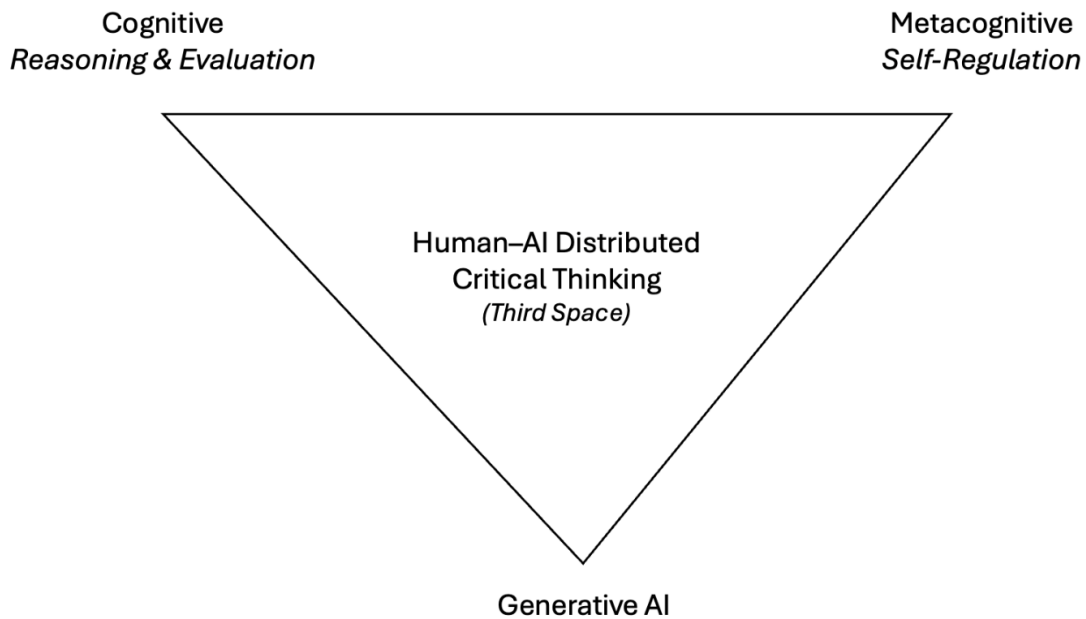 Cognitive
Reasoning & Evaluation
Metacognitive
Self-Regulation
Human–AI Distributed
Critical Thinking
(Third Space)
Generative AI